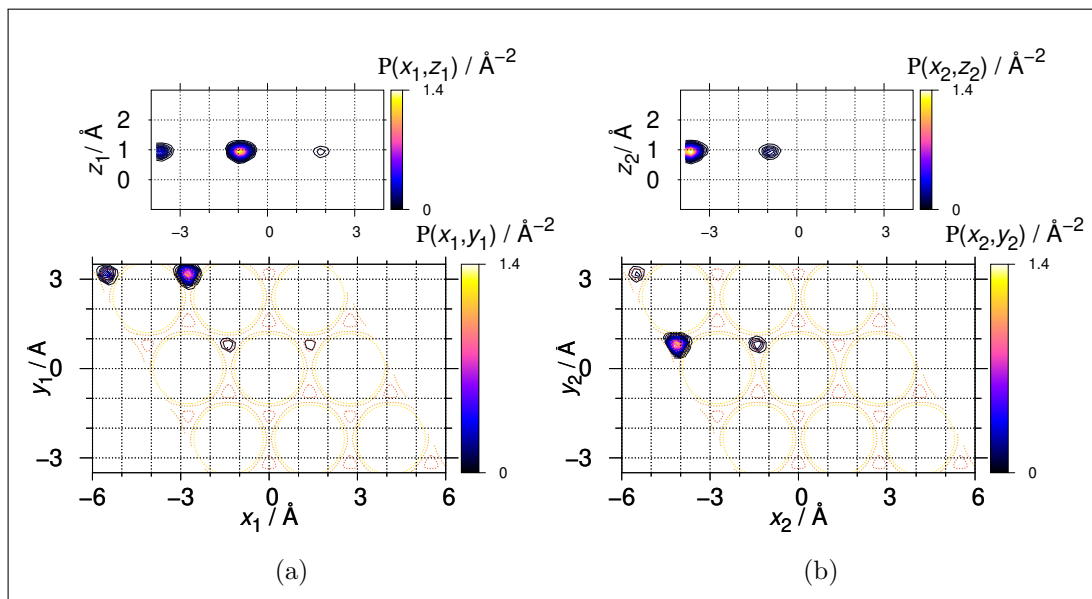 P(x1,z1) / Å−2
1.4
0
z1/ Å
2
1
0
−3 0 3
P(x1,y1) / Å−2
1.4
0
y1/ Å
3
0
−3
−6 −3 0 3 6
x1 / Å
(a)
P(x2,z2) / Å−2
1.4
0
z2/ Å
2
1
0
−3 0 3
P(x2,y2) / Å−2
1.4
0
y2/ Å
3
0
−3
−6 −3 0 3 6
x2 / Å
(b)